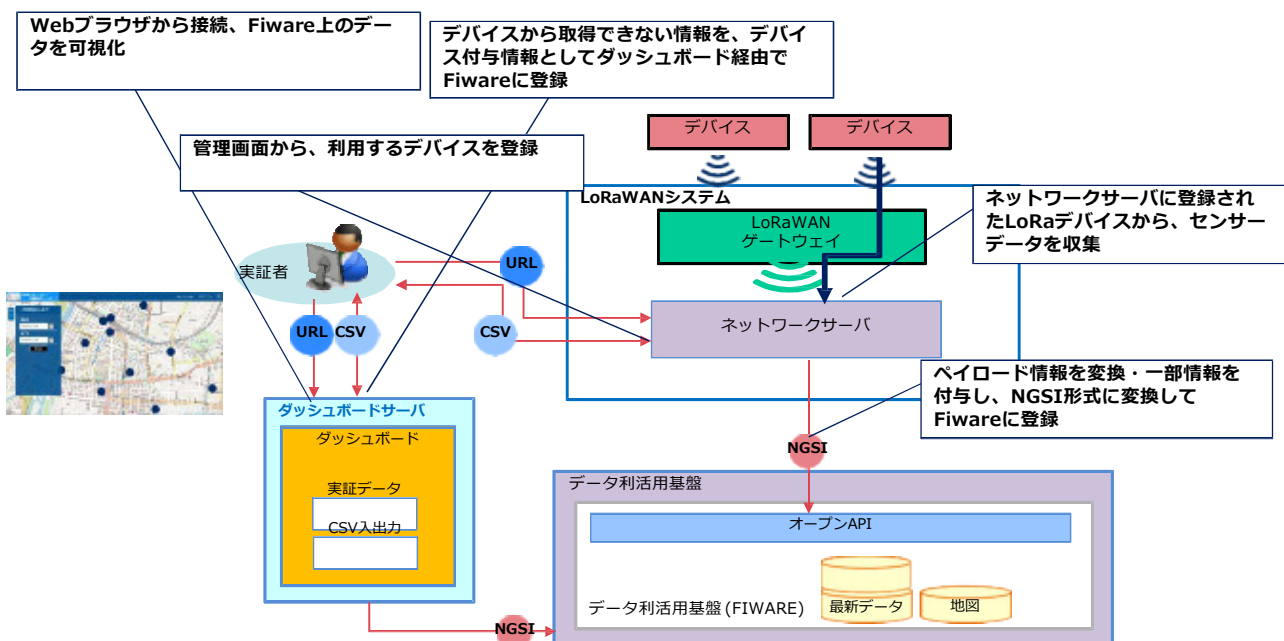 Webブラウザから接続、Fiware上のデー
タを可視化
デバイスから取得できない情報を、デバイ
ス付与情報としてダッシュボード経由で
Fiwareに登録
管理画面から、利用するデバイスを登録
デバイス
デバイス
LoRaWANシステム
LoRaWAN
ゲートウェイ
ネットワークサーバに登録され
たLoRaデバイスから、センサー
データを収集
実証者
URL
URL
CSV
CSV
ネットワークサーバ
ペイロード情報を変換・一部情報を
付与し、NGSI形式に変換して
Fiwareに登録
NGSI
ダッシュボードサーバ
ダッシュボード
実証データ
CSV入出力
データ利活用基盤
オープンAPI
データ利活用基盤(FIWARE)
最新データ
地図
NGSI